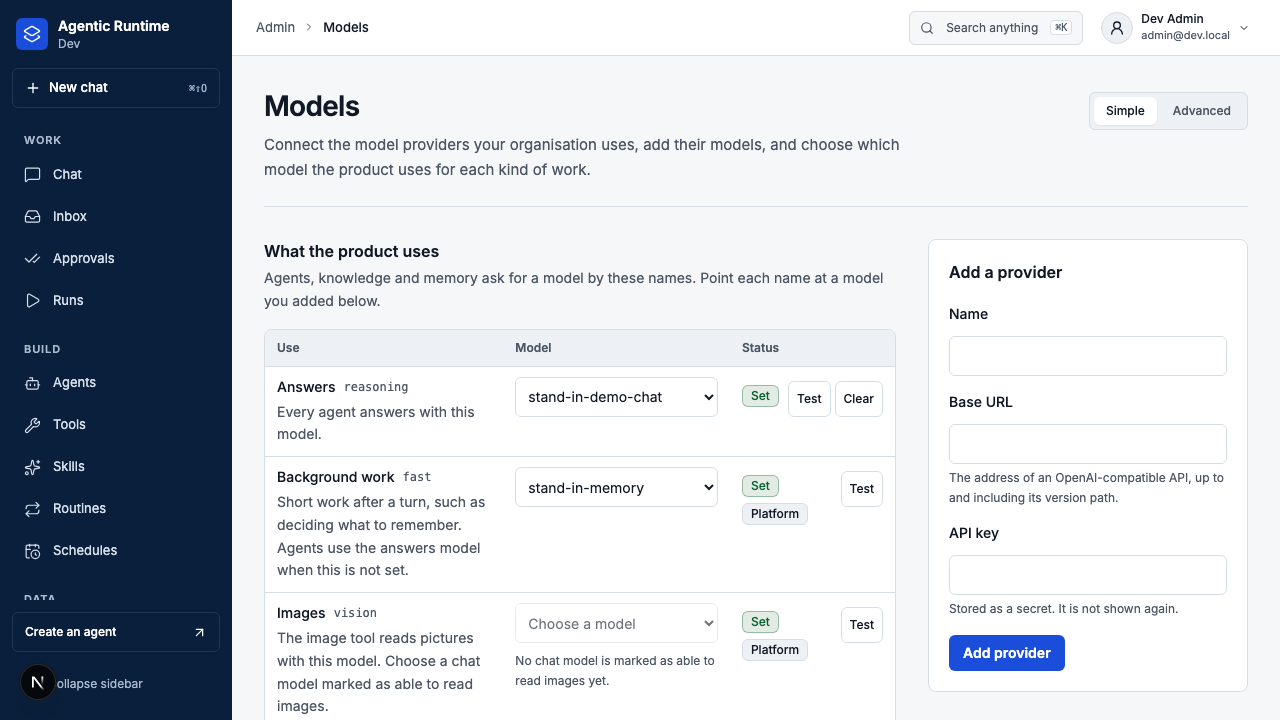 Agentic Runtime
Dev
New chat
⌘⇧O
WORK
Chat
Inbox
Approvals
Runs
BUILD
Agents
Tools
Skills
Routines
Schedules
Create an agent
N
ollapse sidebar
Admin > Models
Search anything ⌘K
Dev Admin
admin@dev.local
Models
Simple Advanced
Connect the model providers your organisation uses, add their models, and choose which
model the product uses for each kind of work.
What the product uses
Agents, knowledge and memory ask for a model by these names. Point each name at a model
you added below.
Use Model Status
Answers reasoning
Every agent answers with this
model.
stand-in-demo-chat
Set Test Clear
Background work fast
Short work after a turn, such as
deciding what to remember.
Agents use the answers model
when this is not set.
stand-in-memory
Set
Platform
Test
Images vision
The image tool reads pictures
with this model. Choose a chat
model marked as able to read
images.
Choose a model
No chat model is marked as able to
read images yet.
Set
Platform
Test
Add a provider
Name
Base URL
The address of an OpenAI-compatible API, up to
and including its version path.
API key
Stored as a secret. It is not shown again.
Add provider